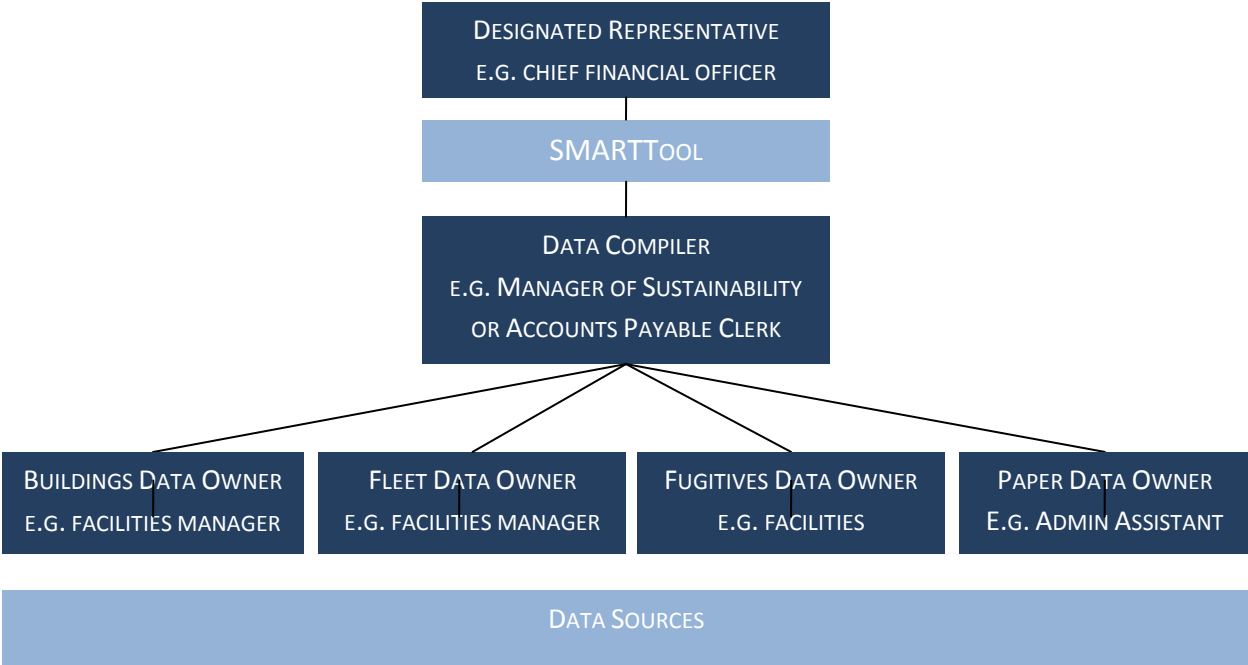 DESIGNATED REPRESENTATIVE
E.G. CHIEF FINANCIAL OFFICER
SMARTTOOL
DATA COMPILER
E.G. MANAGER OF SUSTAINABILITY
OR ACCOUNTS PAYABLE CLERK
BUILDINGS DATA OWNER
E.G. FACILITIES MANAGER
FLEET DATA OWNER
E.G. FACILITIES MANAGER
FUGITIVES DATA OWNER
E.G. FACILITIES
PAPER DATA OWNER
E.G. ADMIN ASSISTANT
DATA SOURCES